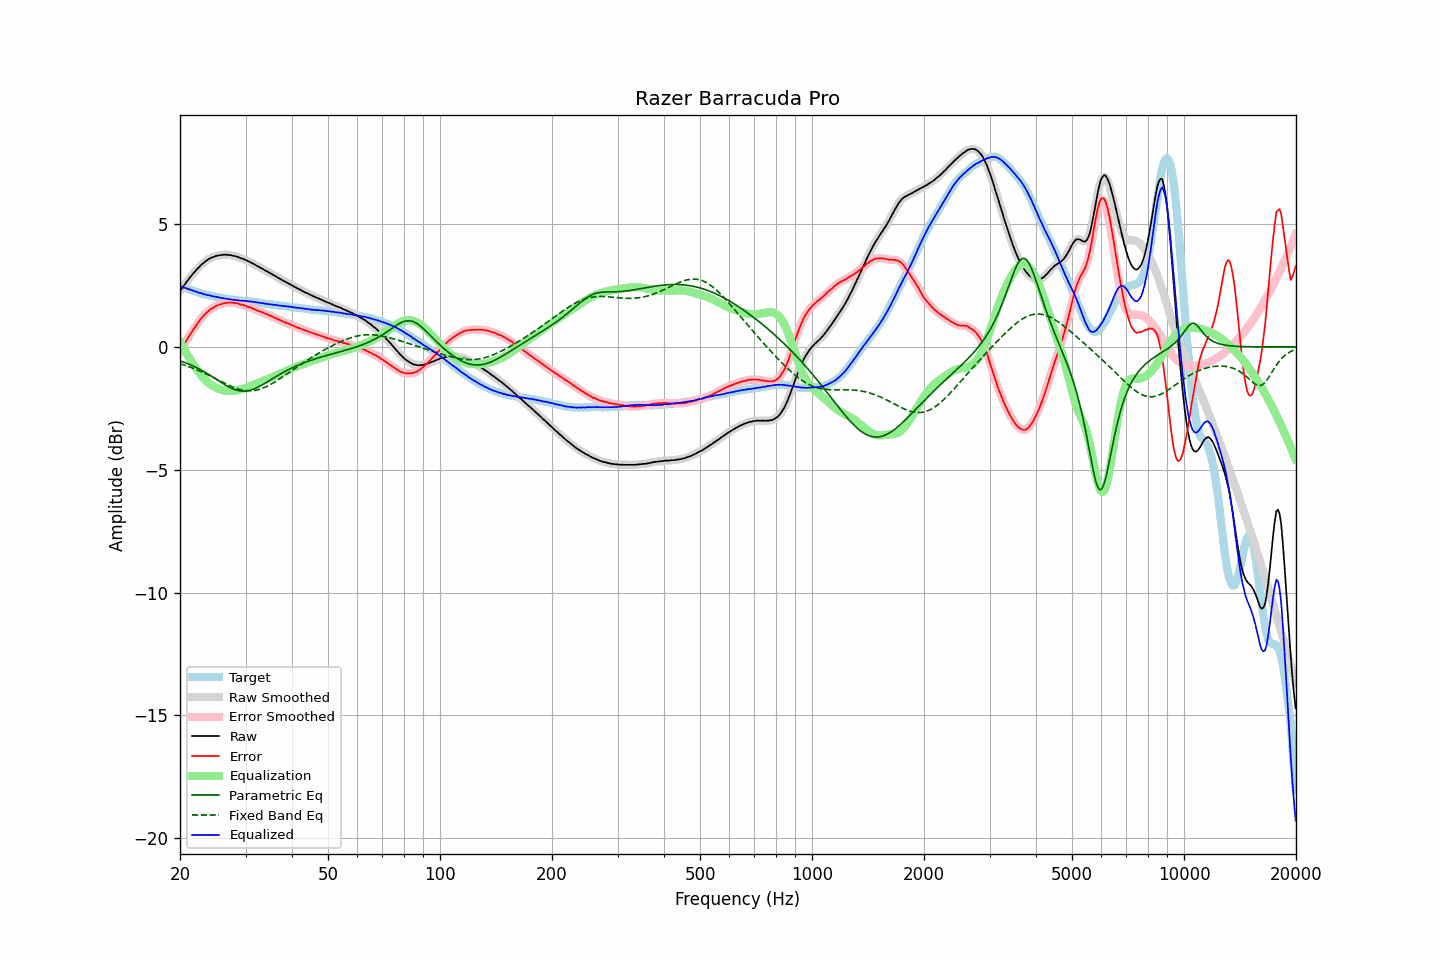 Razer Barracuda Pro
Amplitude (dBr)
5
0
−5
−10
−15
−20
Target
Raw Smoothed
Error Smoothed
Raw
Error
Equalization
Parametric Eq
Fixed Band Eq
Equalized
20 50 100 200 500 1000 2000 5000 10000 20000
Frequency (Hz)